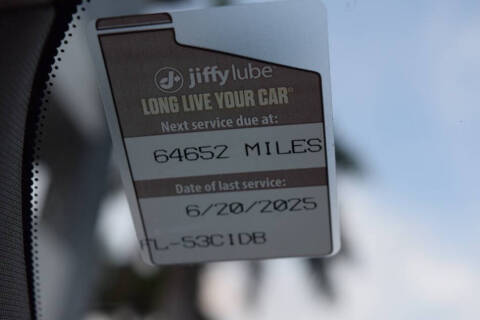 jiffy lube
LONG LIVE YOUR CAR®
Next service due at:
64652 MILES
Date of last service:
6/20/2025
FL-53CIDB